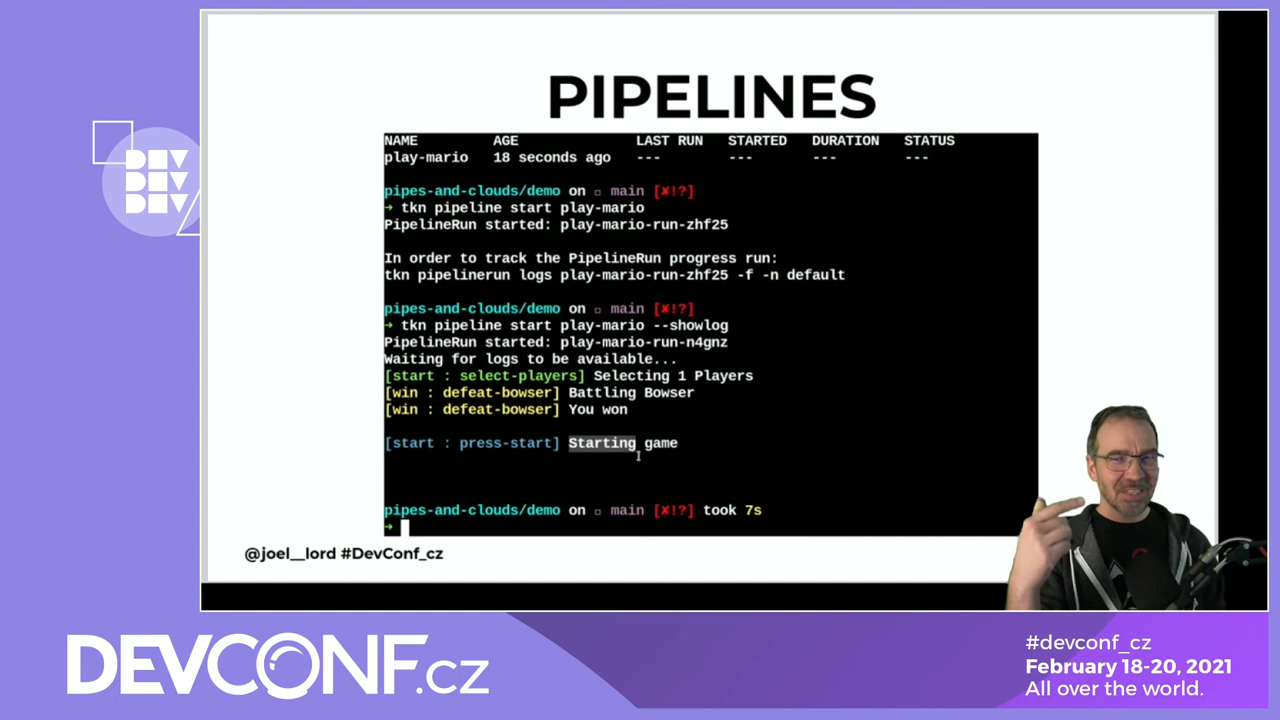 PIPELINES
NAME AGE LAST RUN STARTED DURATION STATUS
play-mario 18 seconds ago --- --- --- ---
pipes-and-clouds/demo on main [✘!?]
➜ tkn pipeline start play-mario
PipelineRun started: play-mario-run-zhf25
In order to track the PipelineRun progress run:
tkn pipelinerun logs play-mario-run-zhf25 -f -n default
pipes-and-clouds/demo on main [✘!?]
➜ tkn pipeline start play-mario --showlog
PipelineRun started: play-mario-run-n4gnz
Waiting for logs to be available...
[start : select-players] Selecting 1 Players
[win : defeat-bowser] Battling Bowser
[win : defeat-bowser] You won
[start : press-start] Starting game
pipes-and-clouds/demo on main [✘!?] took 7s
➜
@joel__lord #DevConf_cz
DEV
DEV
DEV
DEVCONF.cz
#devconf_cz
February 18-20, 2021
All over the world.